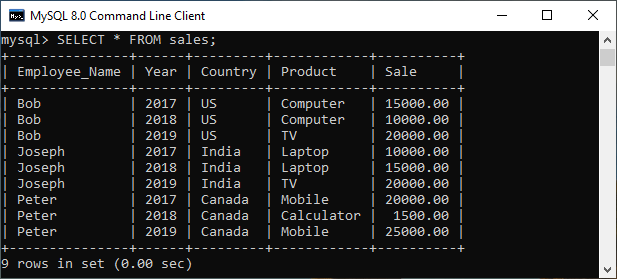 MySQL 8.0 Command Line Client
mysql> SELECT * FROM sales;
+---------------+------+---------+------------+----------+
| Employee_Name | Year | Country | Product    | Sale     |
+---------------+------+---------+------------+----------+
| Bob           | 2017 | US      | Computer   | 15000.00 |
| Bob           | 2018 | US      | Computer   | 10000.00 |
| Bob           | 2019 | US      | TV         | 20000.00 |
| Joseph        | 2017 | India   | Laptop     | 10000.00 |
| Joseph        | 2018 | India   | Laptop     | 15000.00 |
| Joseph        | 2019 | India   | TV         | 20000.00 |
| Peter         | 2017 | Canada  | Mobile     | 20000.00 |
| Peter         | 2018 | Canada  | Calculator |  1500.00 |
| Peter         | 2019 | Canada  | Mobile     | 25000.00 |
+---------------+------+---------+------------+----------+
9 rows in set (0.00 sec)